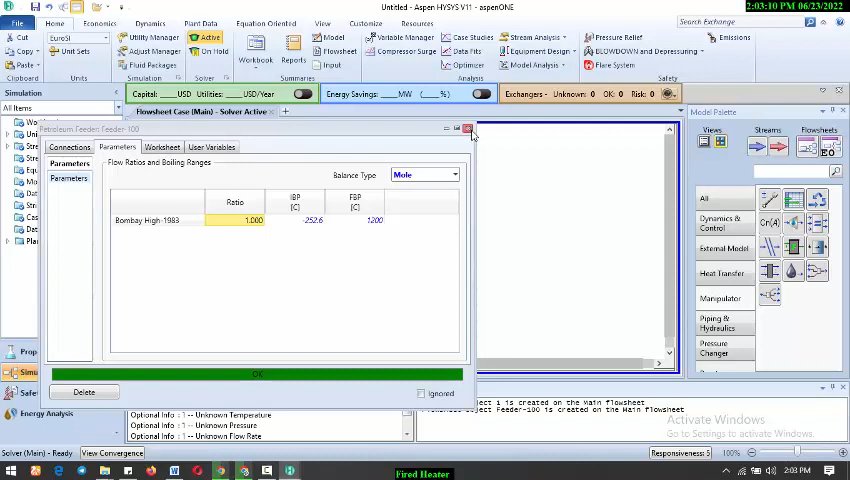 Untitled - Aspen HYSYS V11 - aspenONE
2:03:10 PM 06/23/2022
File
Home
Economics
Dynamics
Plant Data
Equation Oriented
View
Customize
Resources
Search Exchange
Cut
Copy
Paste
Clipboard
EuroSI
Unit Sets
Units
Utility Manager
Adjust Manager
Fluid Packages
Simulation
Active
On Hold
Solver
Workbook
Reports
Model
Flowsheet
Input
Summaries
Variable Manager
Compressor Surge
Case Studies
Data Fits
Optimizer
Stream Analysis
Equipment Design
Model Analysis
Analysis
Pressure Relief
BLOWDOWN and Depressuring
Flare System
Emissions
Safety
Simulation
All Items
Capital: ____USD Utilities: ____USD/Year
Energy Savings: ____MW (____%)
Exchangers - Unknown: 0 OK: 0 Risk: 0
Flowsheet Case (Main) - Solver Active
Petroleum Feeder: Feeder-100
Connections
Parameters
Worksheet
User Variables
Parameters
Parameters
Flow Ratios and Boiling Ranges
Balance Type
Mole
Ratio
IBP
[C]
FBP
[C]
Bombay High-1983
1.000
-252.6
1200
OK
Delete
Ignored
Model Palette
Views
Streams
Flowsheets
EO
All
Dynamics &
Control
External Model
Heat Transfer
Manipulator
Piping &
Hydraulics
Pressure
Changer
Energy Analysis
Optional Info : 1 -- Unknown Temperature
Optional Info : 1 -- Unknown Pressure
Optional Info : 1 -- Unknown Flow Rate
object 1 is created on the Main flowsheet
Object Feeder-100 is created on the Main flowsheet
Activate Windows
Go to Settings to activate Windows.
Solver (Main) - Ready
View Convergence
Responsiveness: 5
100%
Fired Heater
2:03 PM